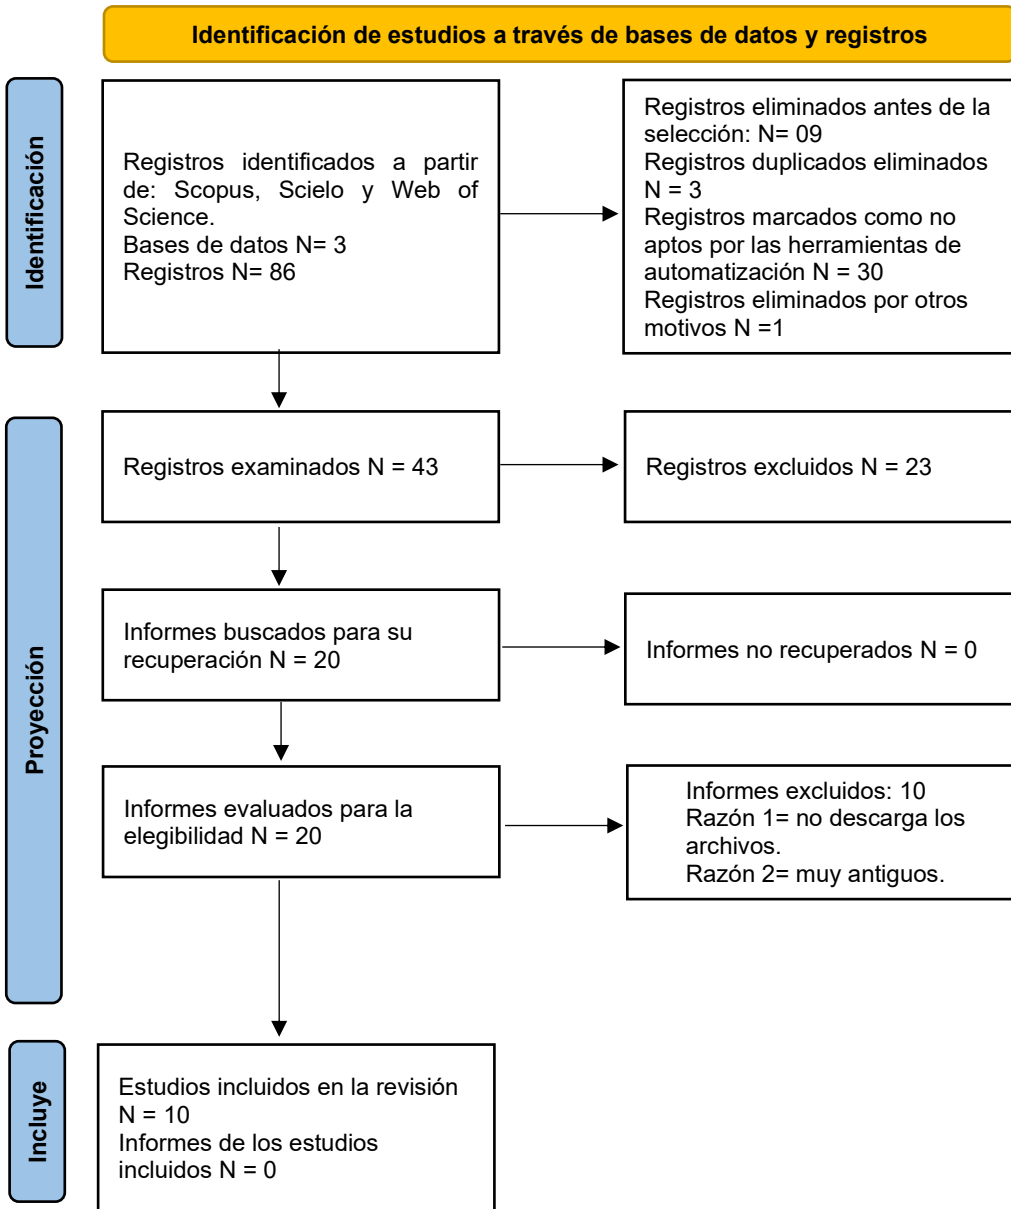 Identificación de estudios a través de bases de datos y registros
Identificación
Registros identificados a partir
de: Scopus, Scielo y Web of
Science.
Bases de datos N= 3
Registros N= 86
Registros eliminados antes de la
selección: N= 09
Registros duplicados eliminados
N = 3
Registros marcados como no
aptos por las herramientas de
automatización N = 30
Registros eliminados por otros
motivos N =1
Proyección
Registros examinados N = 43
Registros excluidos N = 23
Informes buscados para su
recuperación N = 20
Informes no recuperados N = 0
Informes evaluados para la
elegibilidad N = 20
Informes excluidos: 10
Razón 1= no descarga los
archivos.
Razón 2= muy antiguos.
Incluye
Estudios incluidos en la revisión
N = 10
Informes de los estudios
incluidos N = 0